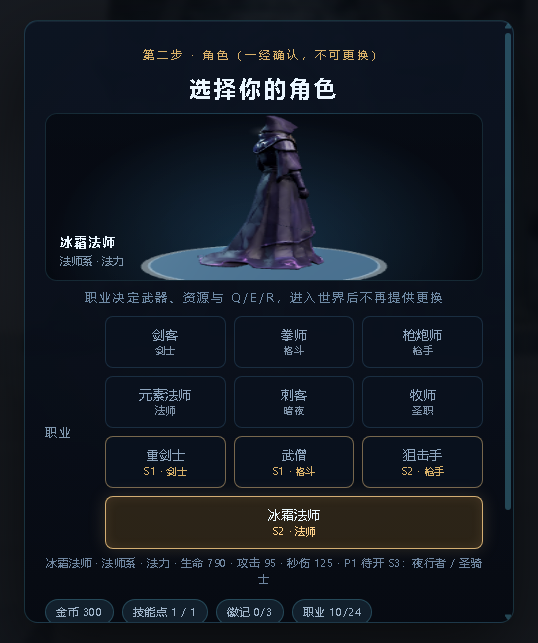 第二步 · 角色（一经确认，不可更换）
选择你的角色
冰霜法师
法师系 · 法力
职业决定武器、资源与 Q/E/R，进入世界后不再提供更换
职业
剑客
剑士
拳师
格斗
枪炮师
枪手
元素法师
法师
刺客
暗夜
牧师
圣职
重剑士
S1 · 剑士
武僧
S1 · 格斗
狙击手
S2 · 枪手
冰霜法师
S2 · 法师
冰霜法师 · 法师系 · 法力 · 生命 790 · 攻击 95 · 秒伤 125 · P1 待开 S3：夜行者 / 圣骑
士
金币 300
技能点 1 / 1
徽记 0/3
职业 10/24